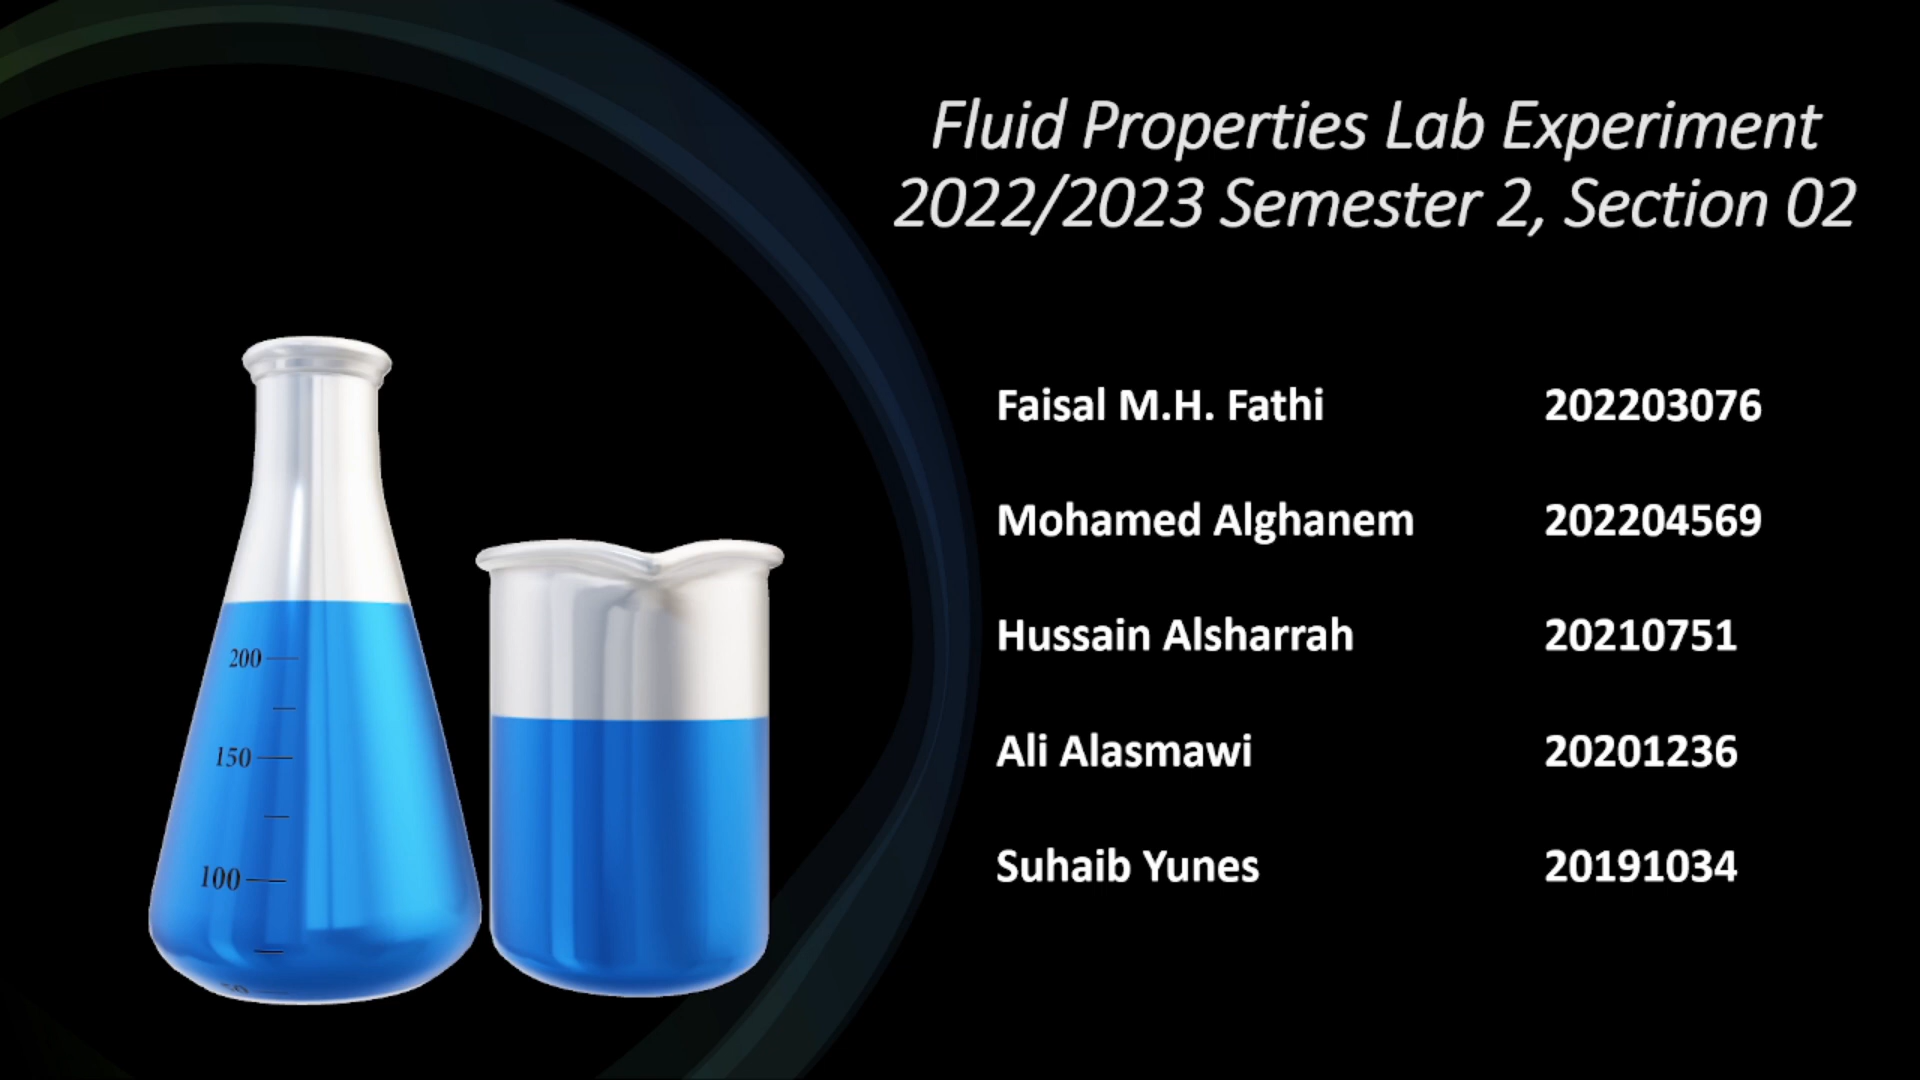 Fluid Properties Lab Experiment
2022/2023 Semester 2, Section 02
Faisal M.H. Fathi 202203076
Mohamed Alghanem 202204569
Hussain Alsharrah 20210751
Ali Alasmawi 20201236
Suhaib Yunes 20191034
200
150
100
50